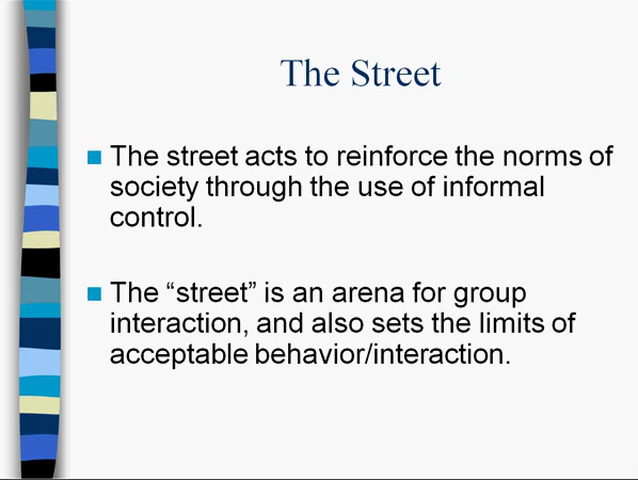 The Street
The street acts to reinforce the norms of
society through the use of informal
control.
The “street” is an arena for group
interaction, and also sets the limits of
acceptable behavior/interaction.